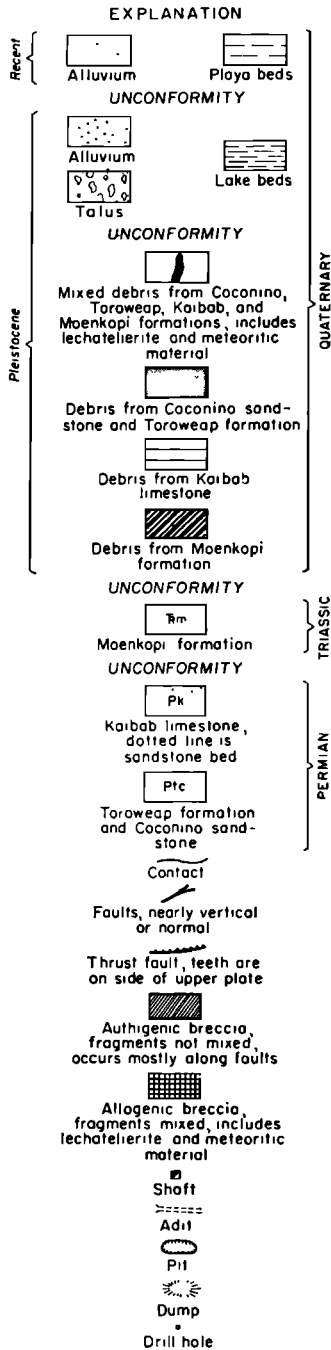 EXPLANATION
Recent
Alluvium
Playa beds
UNCONFORMITY
Alluvium
Lake beds
Talus
UNCONFORMITY
Mixed debris from Coconino,
Toroweap, Kaibab, and
Moenkopi formations, includes
lechatelierite and meteoritic
material
Debris from Coconino sand-
stone and Toroweap formation
Debris from Kaibab
limestone
Debris from Moenkopi
formation
Pleistocene
QUATERNARY
UNCONFORMITY
Ꞇm
Moenkopi formation
TRIASSIC
UNCONFORMITY
Pk
Kaibab limestone,
dotted line is
sandstone bed
Ptc
Toroweap formation
and Coconino sand-
stone
PERMIAN
Contact
Faults, nearly vertical
or normal
Thrust fault, teeth are
on side of upper plate
Authigenic breccia,
fragments not mixed,
occurs mostly along faults
Allogenic breccia,
fragments mixed, includes
lechatelierite and meteoritic
material
Shaft
Adit
Pit
Dump
Drill hole